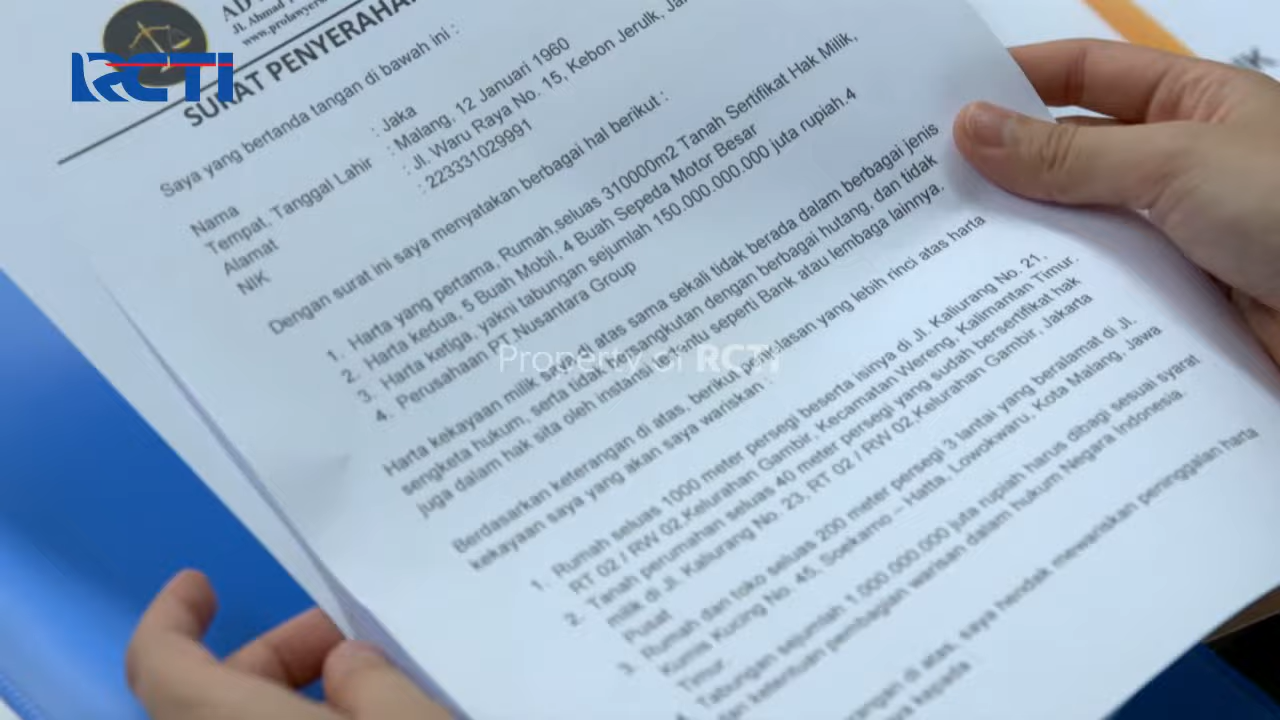 RCTI
AD
Jl. Ahmad
www.prolawyers
SURAT PENYERAHAN
Saya yang bertanda tangan di bawah ini :
Nama : Jaka
Tempat, Tanggal Lahir : Malang, 12 Januari 1960
Alamat : Jl. Waru Raya No. 15, Kebon Jeruk,
NIK : 22331029991
Dengan surat ini saya menyatakan berbagai hal berikut :
1. Harta yang pertama, Rumah,seluas 310000m2 Tanah Sertifikat Hak Milik,
2. Harta kedua, 5 Buah Mobil, 4 Buah Sepeda Motor Besar
3. Harta ketiga, yakni tabungan sejumlah 150.000.000.000 juta rupiah.4
4. Perusahaan PT. Nusantara Group
Harta kekayaan milik saya di atas sama sekali tidak berada dalam berbagai jenis
sengketa hukum, serta tidak bersangkutan dengan berbagai hutang, dan tidak
juga dalam hak sita oleh instansi tertentu seperti Bank atau lembaga lainnya.
Property of RCTI
Berdasarkan keterangan di atas, berikut penjelasan yang lebih rinci atas harta
kekayaan saya yang akan saya wariskan :
1. Rumah seluas 1000 meter persegi beserta isinya di Jl. Kaliurang No. 21,
RT 02 / RW 02,Kelurahan Gambir, Kecamatan Wereng, Kalimantan Timur.
2. Tanah perumahan seluas 40 meter persegi yang sudah bersertifikat hak
milik di Jl. Kaliurang No. 23, RT 02 / RW 02,Kelurahan Gambir, Jakarta
Pusat
3. Rumah dan toko seluas 200 meter persegi 3 lantai yang beralamat di Jl.
Kumis Kucing No. 45, Soekarno – Hatta, Lowokwaru, Kota Malang, Jawa
Timur.
4. Tabungan sejumlah 1.000.000.000 juta rupiah harus dibagi sesuai syarat
dan ketentuan pembagian warisan dalam hukum Negara Indonesia.
di atas, saya hendak mewariskan peninggalan harta
kepada